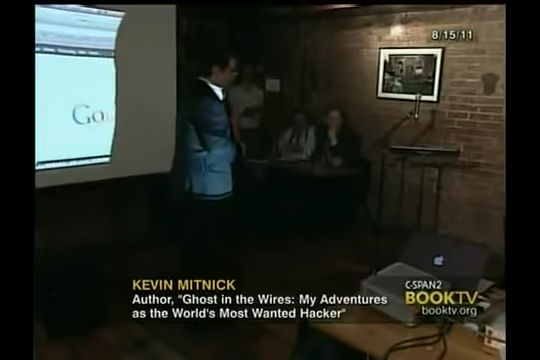 8/15/11
Goo
KEVIN MITNICK
Author, "Ghost in the Wires: My Adventures
as the World's Most Wanted Hacker"
C-SPAN2
BOOKTV
booktv.org